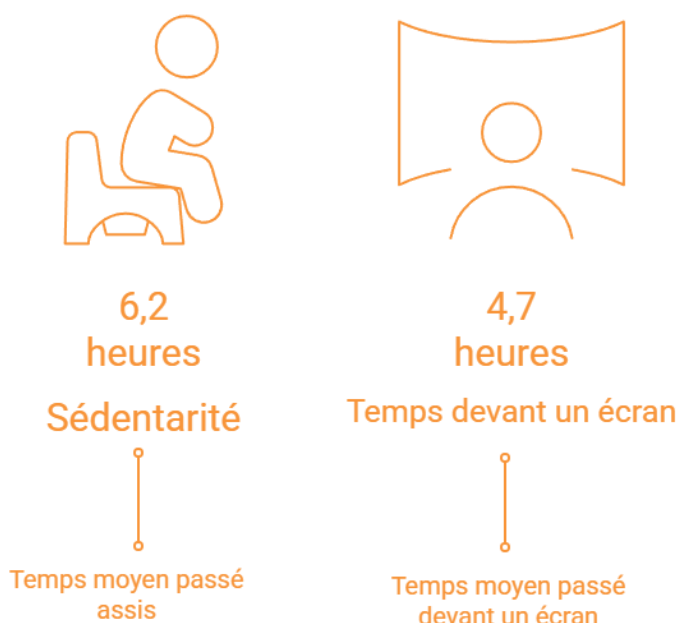 6,2
heures
Sédentarité
Temps moyen passé
assis
4,7
heures
Temps devant un écran
Temps moyen passé
devant un écran